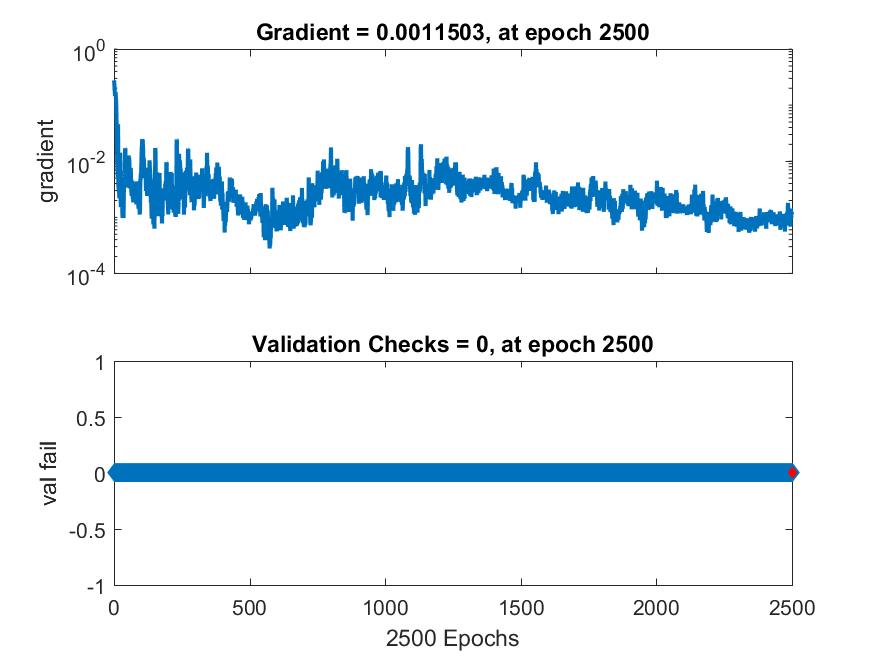 Gradient = 0.0011503, at epoch 2500
10^0
10^-2
10^-4
gradient
Validation Checks = 0, at epoch 2500
1
0.5
0
-0.5
-1
val fail
0 500 1000 1500 2000 2500
2500 Epochs